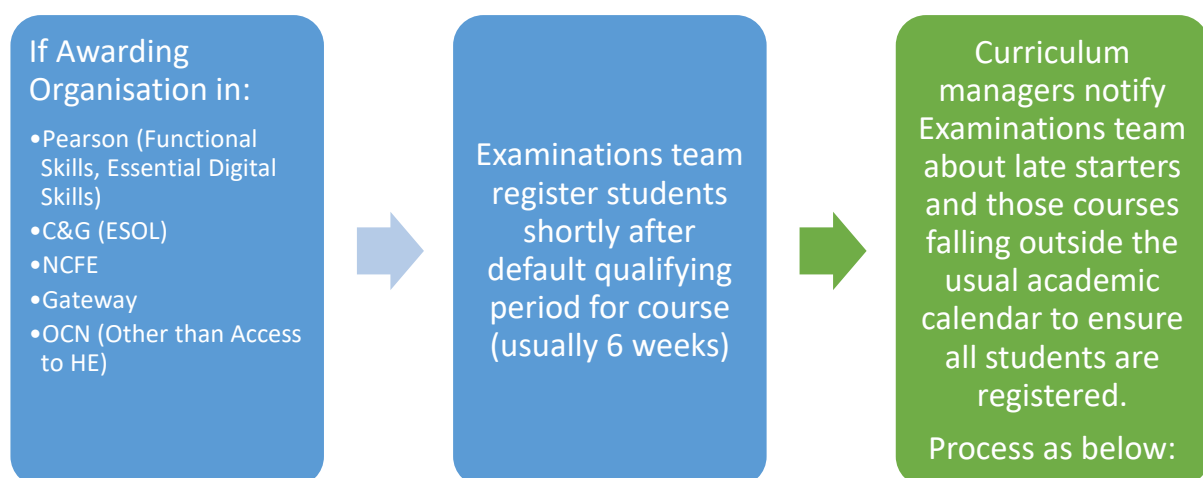 If Awarding
Organisation in:
•Pearson (Functional
Skills, Essential Digital
Skills)
•C&G (ESOL)
•NCFE
•Gateway
•OCN (Other than Access
to HE)
Examinations team
register students
shortly after
default qualifying
period for course
(usually 6 weeks)
Curriculum
managers notify
Examinations team
about late starters
and those courses
falling outside the
usual academic
calendar to ensure
all students are
registered.
Process as below: